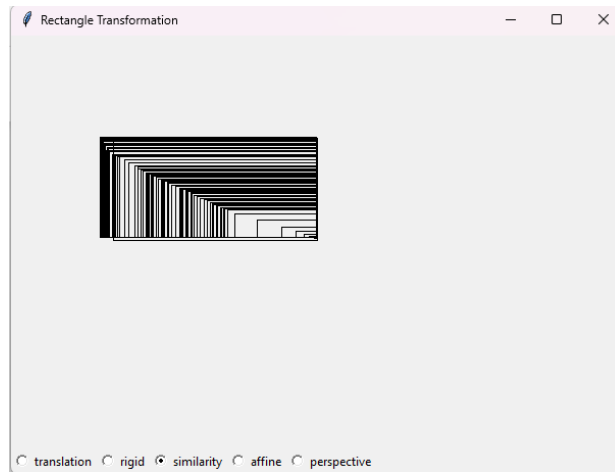 Rectangle Transformation
translation rigid similarity affine perspective